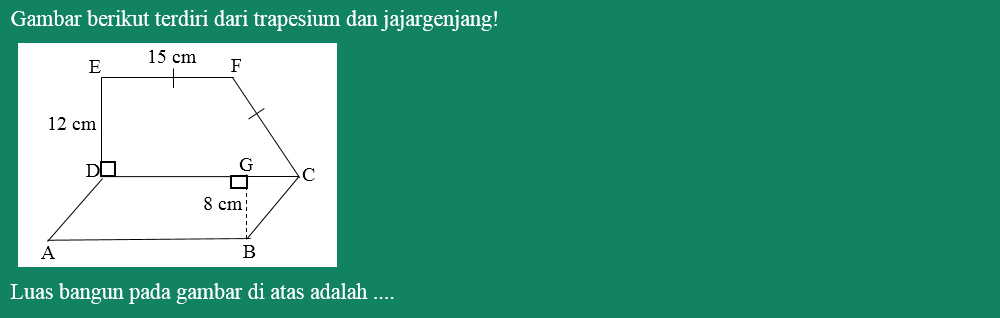 Gambar berikut terdiri dari trapesium dan jajargenjang!
15 cm
E
F
12 cm
D
G
C
8 cm
A
B
Luas bangun pada gambar di atas adalah ....